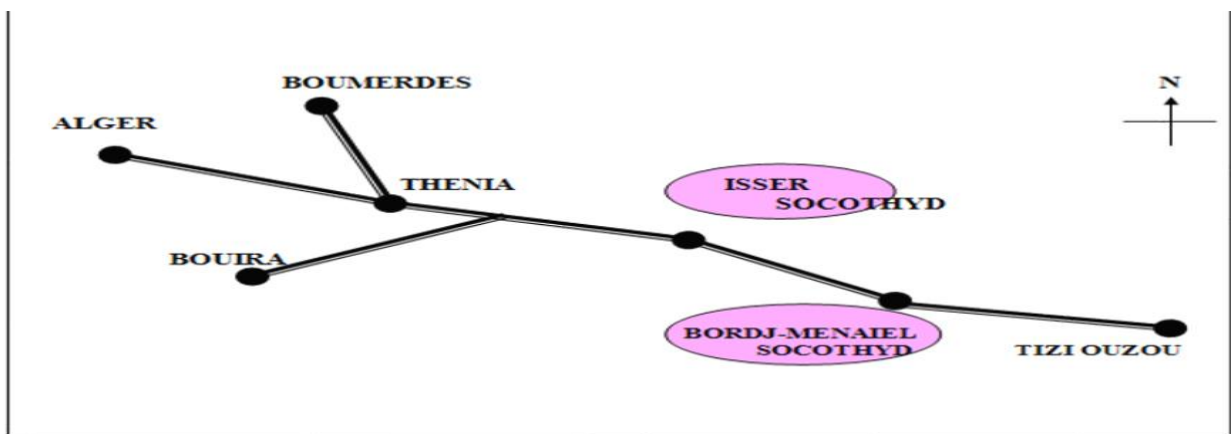 BOUMERDES
N
ALGER
THENIA
ISSER
SOCOTHYD
BOUIRA
BORDJ-MENAIEL
SOCOTHYD
TIZI OUZOU